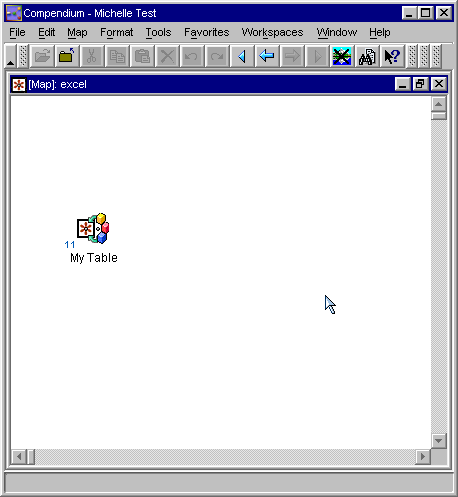 Compendium - Michelle Test
File Edit Map Format Tools Favorites Workspaces Window Help
[Map]: excel
11
My Table